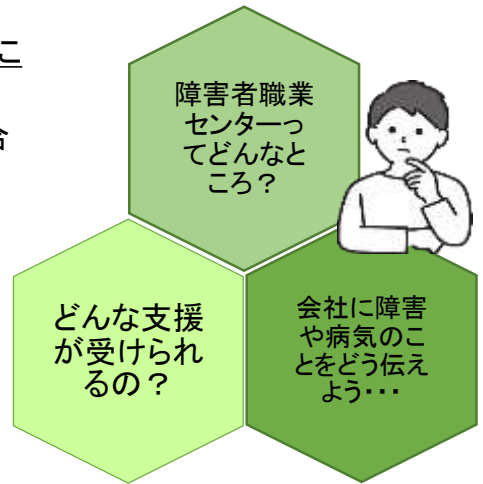 こ
障害者職業
センターっ
てどんなと
ころ？
どんな支援
が受けられ
るの？
会社に障害
や病気のこ
とをどう伝え
よう・・・